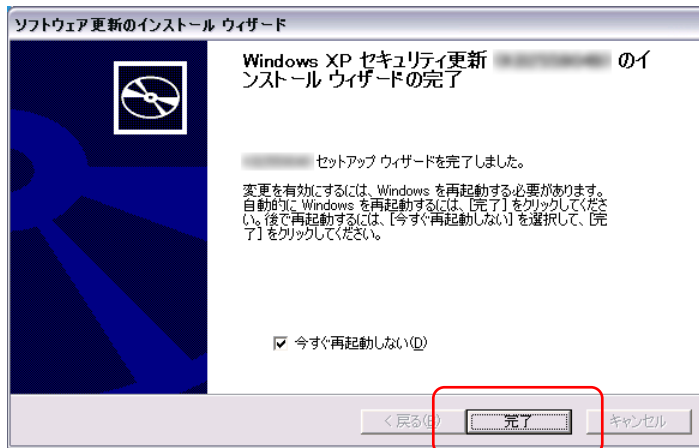 ソフトウェア更新のインストール ウィザード
Windows XP セキュリティ更新 のイ
ンストール ウィザードの完了
セットアップ ウィザードを完了しました。
変更を有効にするには、Windows を再起動する必要があります。
自動的に Windows を再起動するには、[完了] をクリックしてくださ
い。後で再起動するには、[今すぐ再起動しない] を選択して、[完
了] をクリックしてください。
今すぐ再起動しない(D)
< 戻る(B) 完了 キャンセル